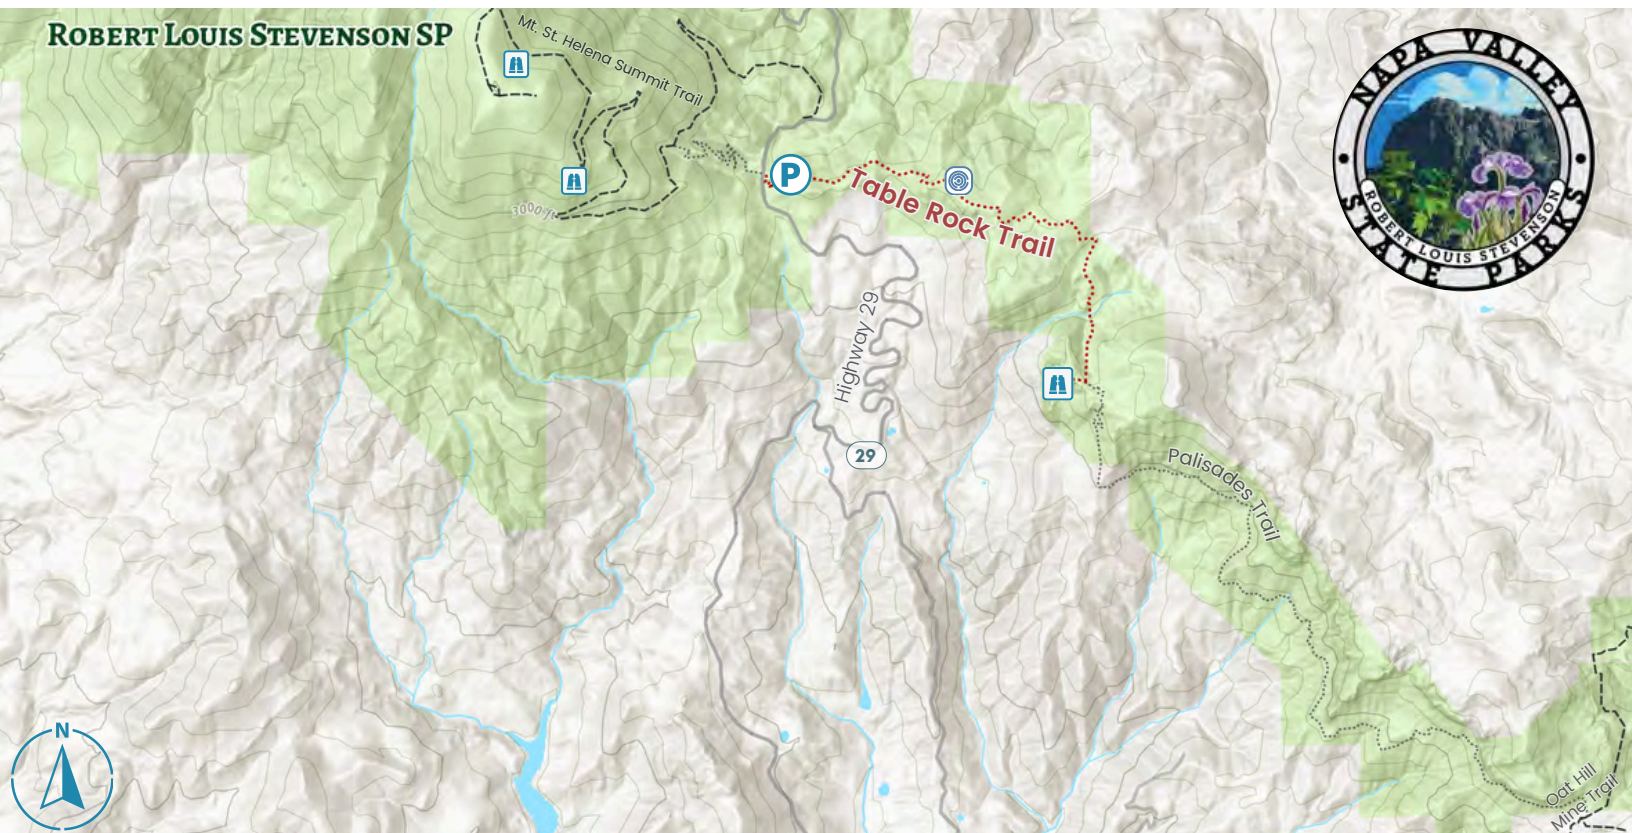 ROBERT LOUIS STEVENSON SP
Mt. St. Helena Summit Trail
3000 ft
P
Table Rock Trail
Highway 29
29
Palisades Trail
Oat Hill
Mine Trail
N
NAPA VALLEY
STATE PARKS
ROBERT LOUIS STEVENSON